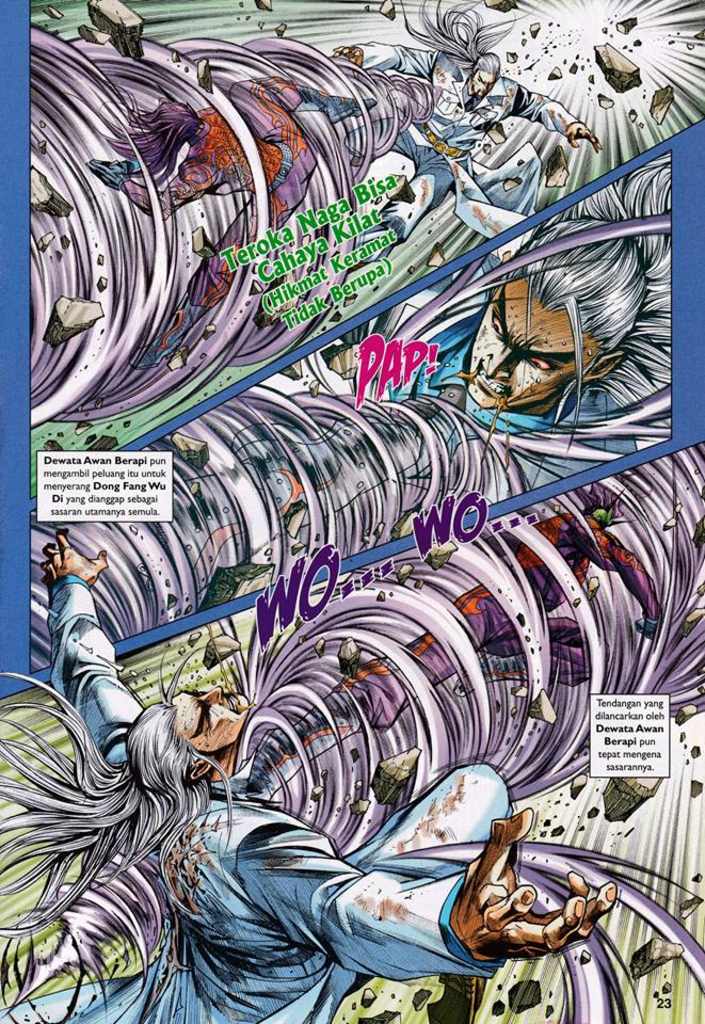 Teroka Naga Bisa
Cahaya Kilat
(Hikmat Keramat
Tidak Berupa)
PAP!
Dewata Awan Berapi pun
mengambil peluang itu untuk
menyerang Dong Fang Wu
Di yang dianggap sebagai
sasaran utamanya semula.
WO... WO...
Tendangan yang
dilancarkan oleh
Dewata Awan
Berapi pun
tepat mengena
sasarannya.
23